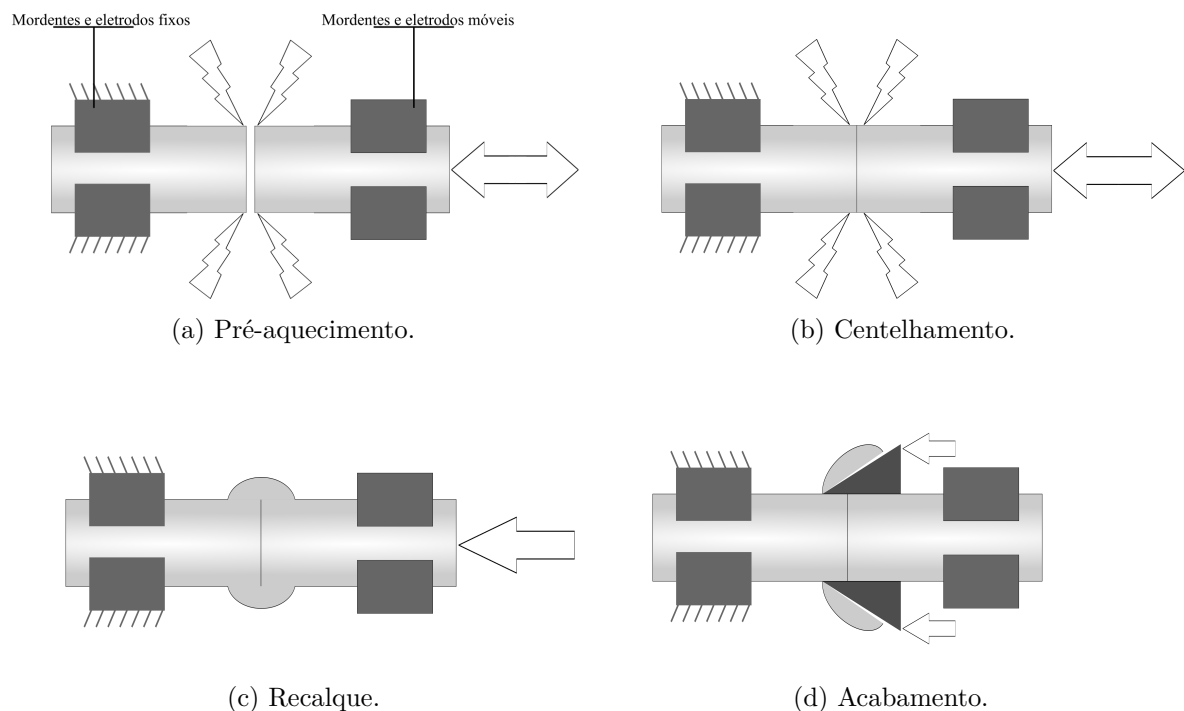 Mordentes e eletrodos fixos
Mordentes e eletrodos móveis
(a) Pré-aquecimento.
(b) Centelhamento.
(c) Recalque.
(d) Acabamento.